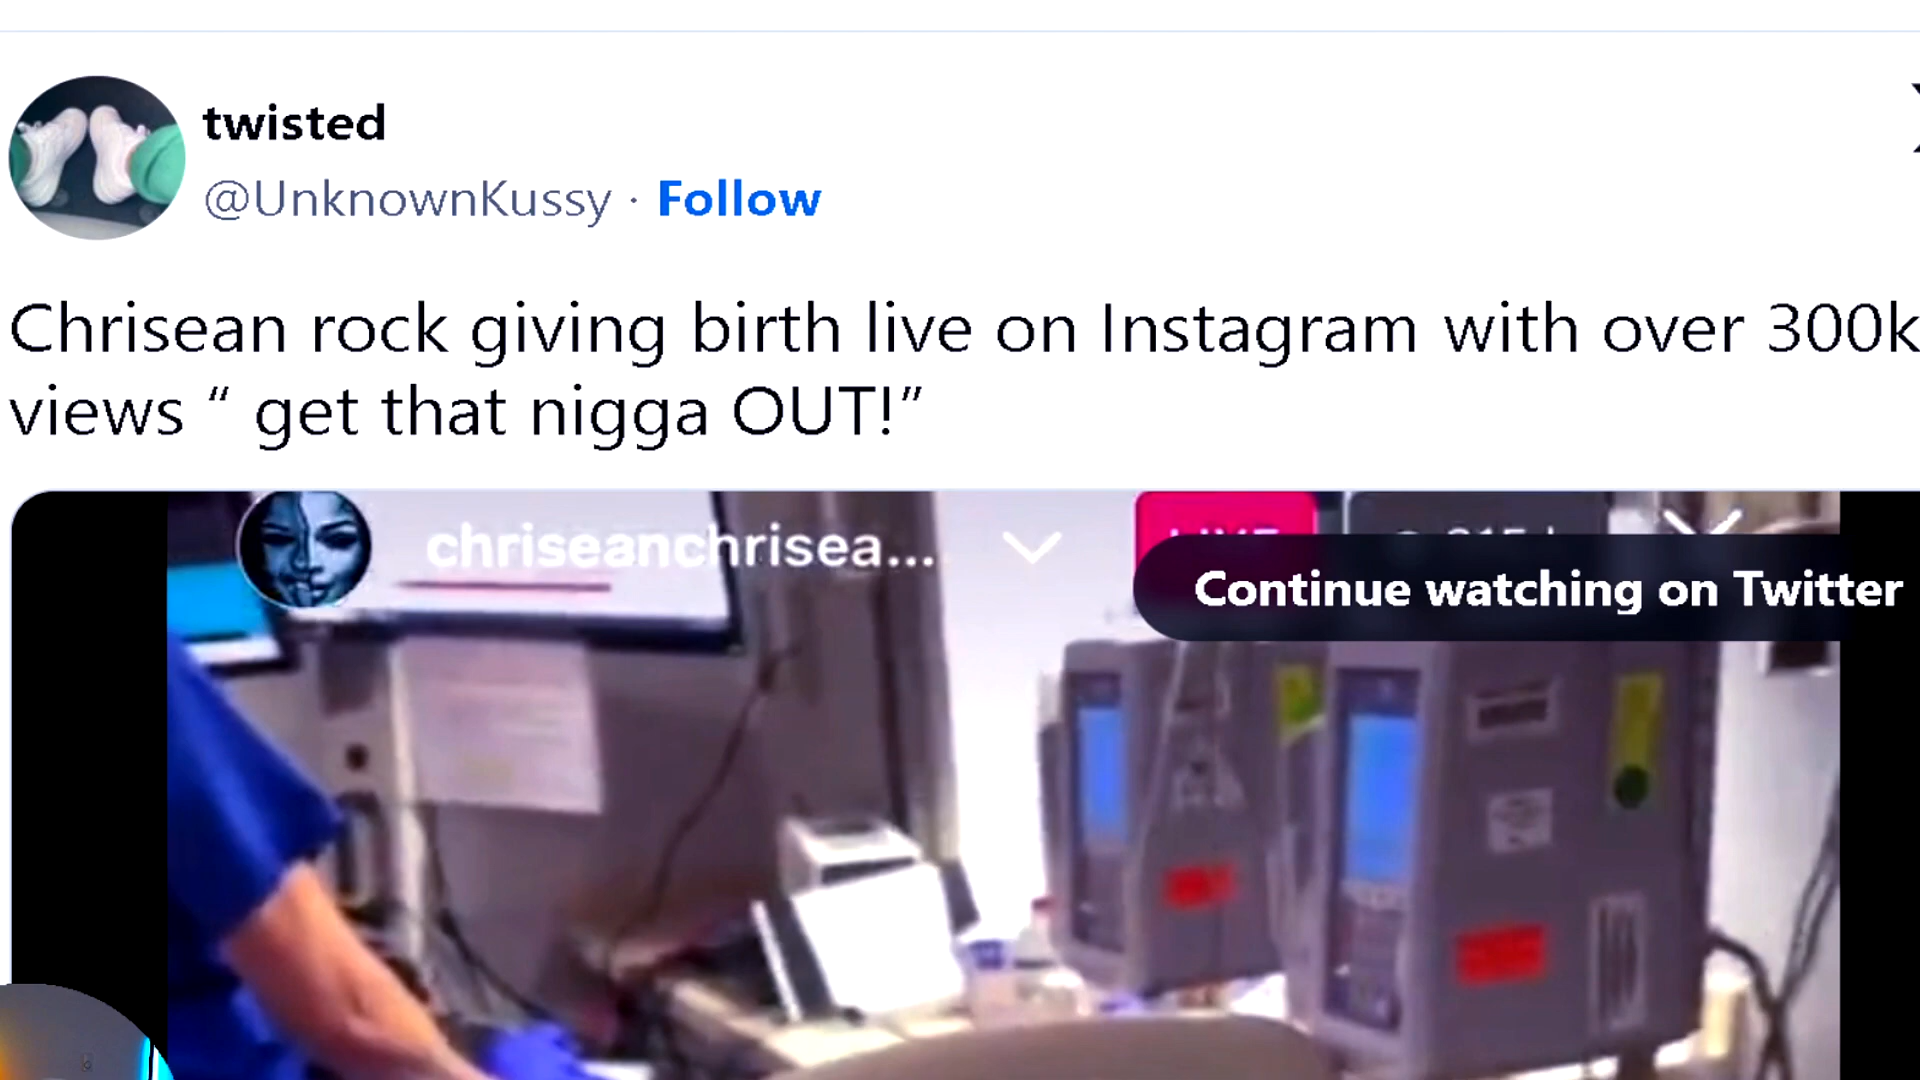 twisted
@UnknownKussy · Follow
Chrisean rock giving birth live on Instagram with over 300k
views “ get that nigga OUT!”
chriseanchrisea...
LIVE
Continue watching on Twitter